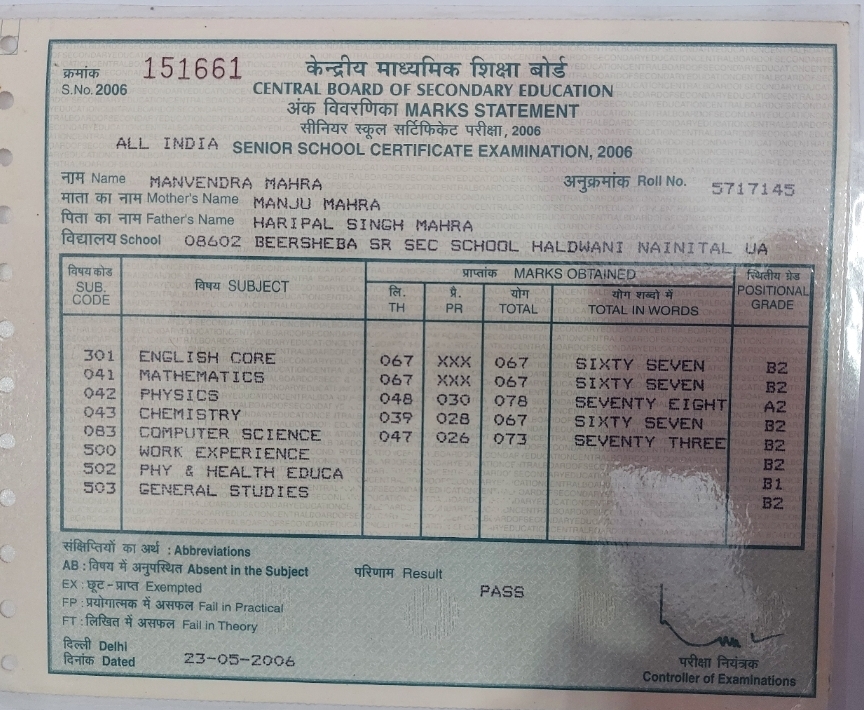 क्रमांक 151661 केन्द्रीय माध्यमिक शिक्षा बोर्ड
S.No. 2006 CENTRAL BOARD OF SECONDARY EDUCATION
अंक विवरणिका MARKS STATEMENT
सीनियर स्कूल सर्टिफिकेट परीक्षा, 2006
ALL INDIA SENIOR SCHOOL CERTIFICATE EXAMINATION, 2006
नाम Name MANVENDRA MAHRA अनुक्रमांक Roll No. 5717145
माता का नाम Mother's Name MANJU MAHRA
पिता का नाम Father's Name HARIPAL SINGH MAHRA
विद्यालय School 08602 BEERSHEBA SR SEC SCHOOL HALDWANI NAINITAL UA
विषय कोड SUB. CODE विषय SUBJECT प्राप्तांक MARKS OBTAINED स्थितीय ग्रेड POSITIONAL GRADE
लि. TH प्रै. PR योग TOTAL योग शब्दो में TOTAL IN WORDS
301 ENGLISH CORE 067 XXX 067 SIXTY SEVEN B2
041 MATHEMATICS 067 XXX 067 SIXTY SEVEN B2
042 PHYSICS 048 030 078 SEVENTY EIGHT A2
043 CHEMISTRY 039 028 067 SIXTY SEVEN B2
083 COMPUTER SCIENCE 047 026 073 SEVENTY THREE B2
500 WORK EXPERIENCE B2
502 PHY & HEALTH EDUCA B1
503 GENERAL STUDIES B2
संक्षिप्तियों का अर्थ : Abbreviations
AB : विषय में अनुपस्थित Absent in the Subject परिणाम Result PASS
EX : छूट - प्राप्त Exempted
FP : प्रयोगात्मक में असफल Fail in Practical
FT : लिखित में असफल Fail in Theory
दिल्ली Delhi
दिनांक Dated 23-05-2006
परीक्षा नियंत्रक
Controller of Examinations